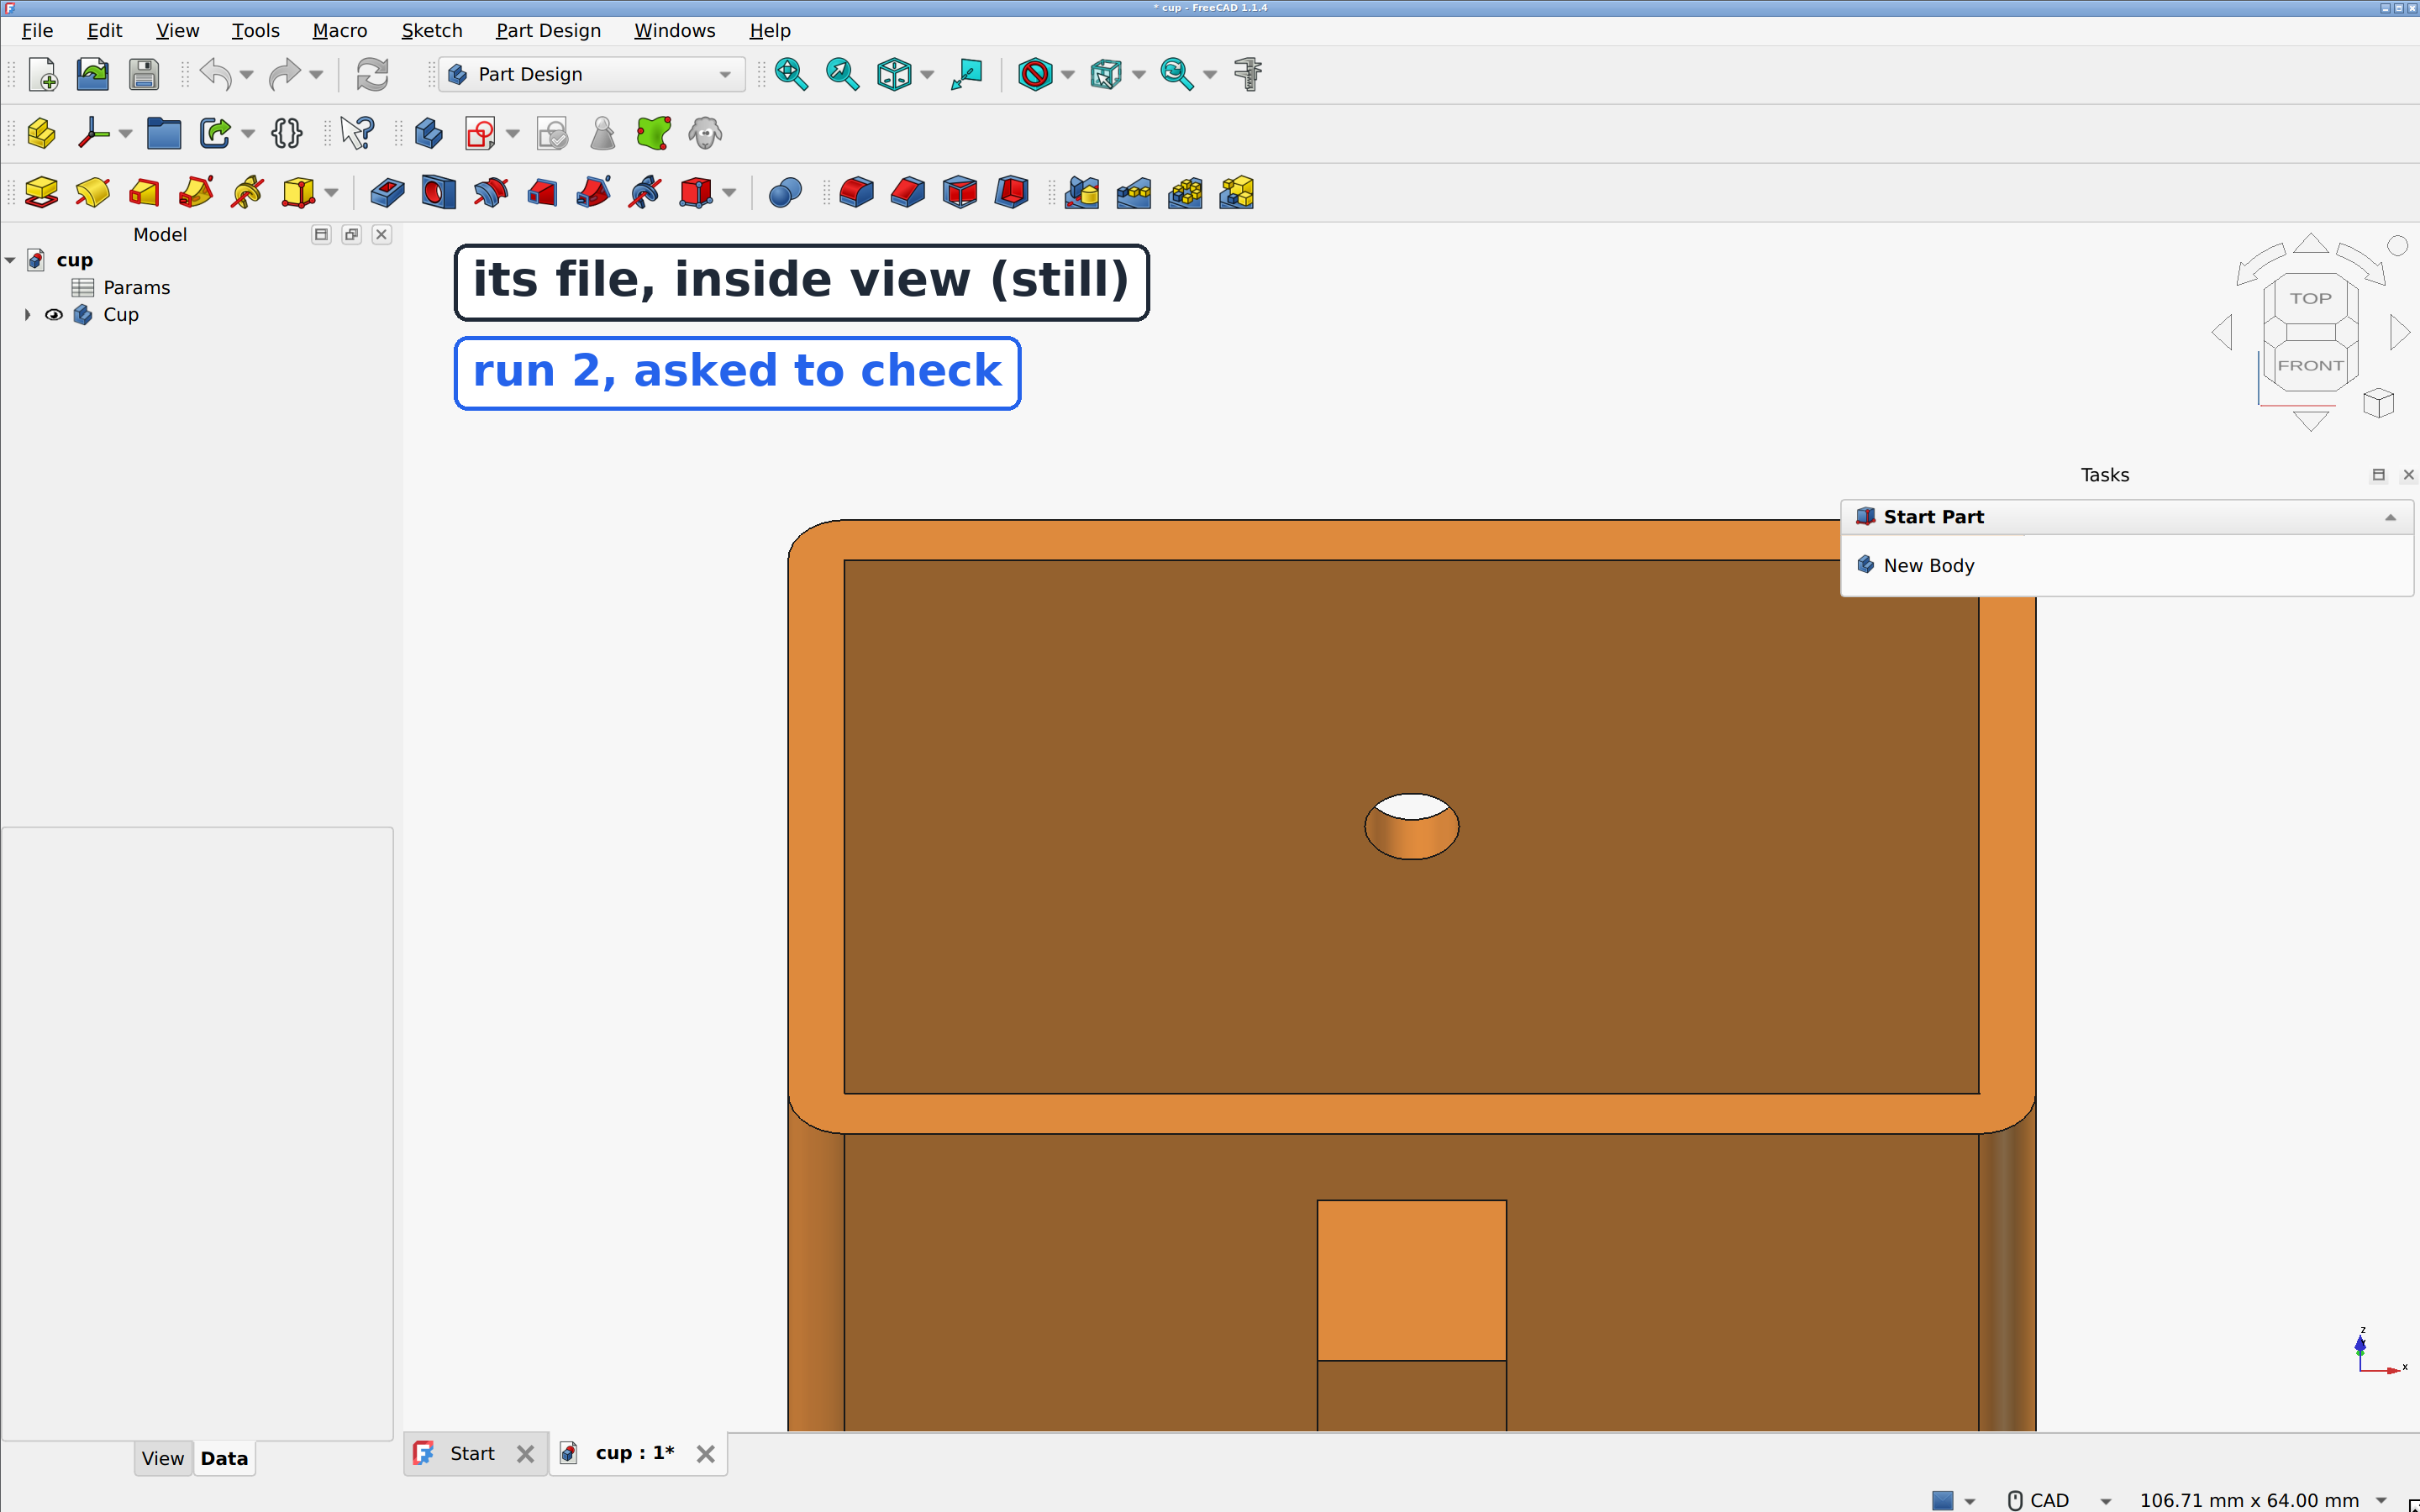 * cup - FreeCAD 1.1.4
File Edit View Tools Macro Sketch Part Design Windows Help
Part Design
Model
cup
Params
Cup
its file, inside view (still)
run 2, asked to check
TOP
FRONT
Tasks
Start Part
New Body
z
x
View Data
Start
cup : 1*
CAD
106.71 mm x 64.00 mm